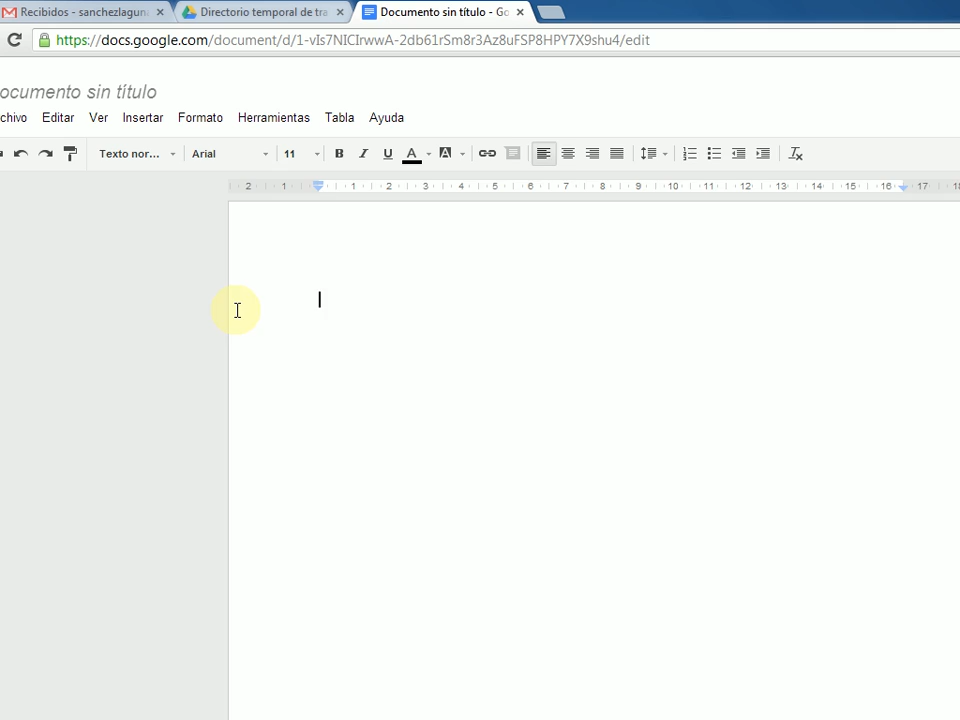 Recibidos - sanchezlagun
Directorio temporal de tra
Documento sin título - Go
https://docs.google.com/document/d/1-vIs7NICIrwwA-2db61rSm8r3Az8uFSP8HPY7X9shu4/edit
ocumento sin título
chivo Editar Ver Insertar Formato Herramientas Tabla Ayuda
Texto nor... Arial 11 B I U A A
2 1 1 2 3 4 5 6 7 8 9 10 11 12 13 14 15 16 17 18